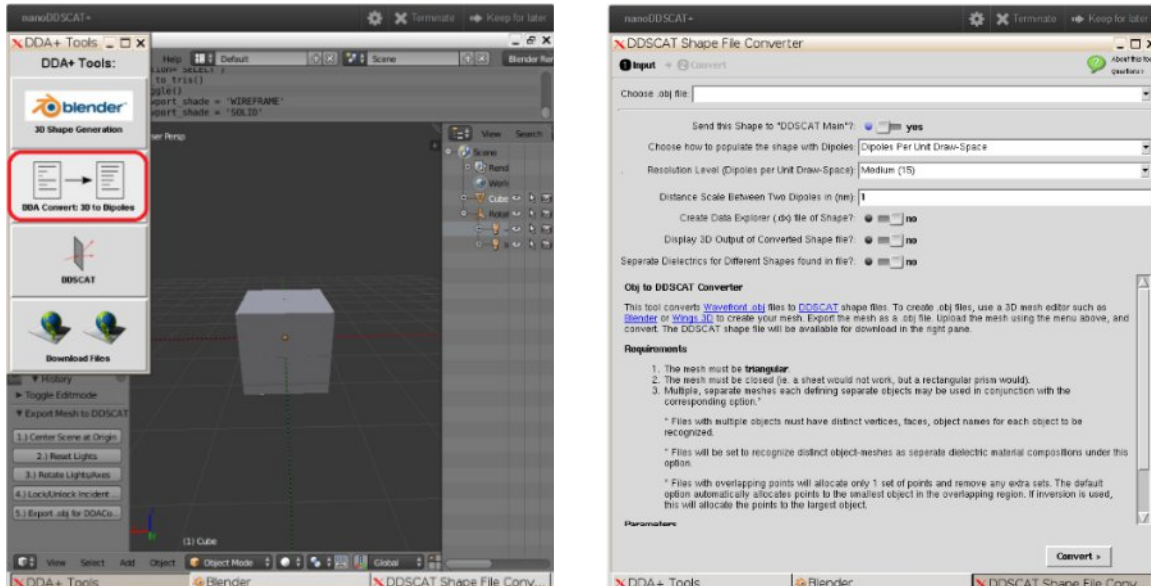 nanoDDSCAT+
Terminate
Keep for later
DDA+ Tools
DDA+ Tools:
blender
3D Shape Generation
DDA Convert: 3D to Dipoles
DDSCAT
Download Files
Help
Default
Scene
Blender Ren
to_tris()
ggle()
wport_shade = 'WIREFRAME'
wport_shade = 'SOLID'
ser Persp
View Search
Scene
Rend
Worl
Cube
History
Toggle Editmode
Export Mesh to DDSCAT
1.) Center Scene at Origin
2.) Reset Lights
3.) Rotate Lights/Axes
4.) Lock/Unlock Incident ...
5.) Export .obj for DDACo...
(1) Cube
View Select Add Object Object Mode Global
DDA+ Tools Blender DDSCAT Shape File Conv...
nanoDDSCAT+
Terminate
Keep for later
DDSCAT Shape File Converter
1 Input 2 Convert
About this too
Questions?
Choose .obj file:
Send this Shape to "DDSCAT Main"?: yes
Choose how to populate the shape with Dipoles: Dipoles Per Unit Draw-Space
Resolution Level (Dipoles per Unit Draw-Space): Medium (15)
Distance Scale Between Two Dipoles in (nm): 1
Create Data Explorer (.dx) file of Shape?: no
Display 3D Output of Converted Shape file?: no
Seperate Dielectrics for Different Shapes found in file?: no
Obj to DDSCAT Converter
This tool converts Wavefront .obj files to DDSCAT shape files. To create .obj files, use a 3D mesh editor such as
Blender or Wings 3D to create your mesh. Export the mesh as a .obj file. Upload the mesh using the menu above, and
convert. The DDSCAT shape file will be available for download in the right pane.
Requirements
1. The mesh must be triangular.
2. The mesh must be closed (ie. a sheet would not work, but a rectangular prism would).
3. Multiple, separate meshes each defining separate objects may be used in conjunction with the
corresponding option.*
* Files with multiple objects must have distinct vertices, faces, object names for each object to be
recognized.
* Files will be set to recognize distinct object-meshes as seperate dielectric material compositions under this
option.
* Files with overlapping points will allocate only 1 set of points and remove any extra sets. The default
option automatically allocates points to the smallest object in the overlapping region. If inversion is used,
this will allocate the points to the largest object.
Parameters
Convert >
DDA+ Tools Blender DDSCAT Shape File Conv...